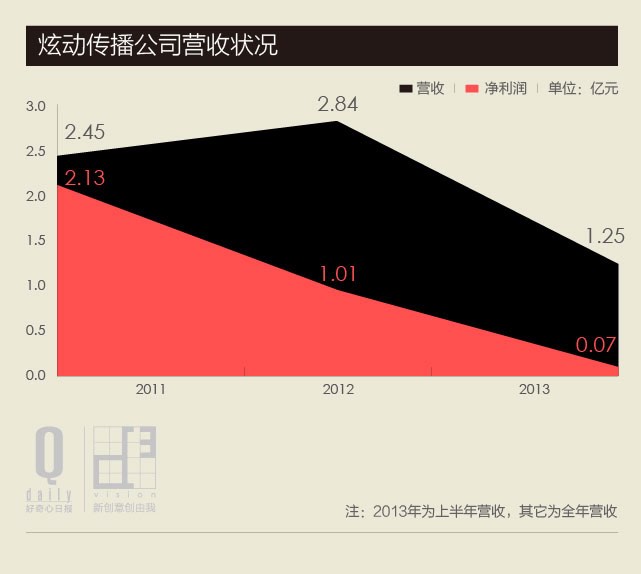 炫动传播公司营收状况
营收 净利润 单位：亿元
3.0
2.5
2.0
1.5
1.0
0.5
0.0
2.45
2.84
1.25
2.13
1.01
0.07
2011 2012 2013
Q
daily
好奇心日报
vision
新创意创由我
注：2013年为上半年营收，其它为全年营收